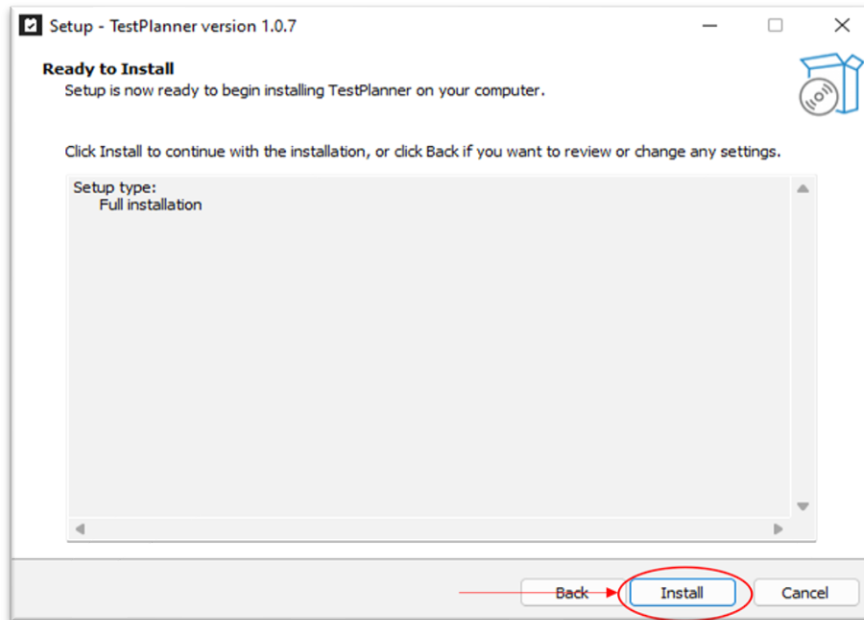 Setup - TestPlanner version 1.0.7
Ready to Install
Setup is now ready to begin installing TestPlanner on your computer.
Click Install to continue with the installation, or click Back if you want to review or change any settings.
Setup type:
Full installation
Back Install Cancel